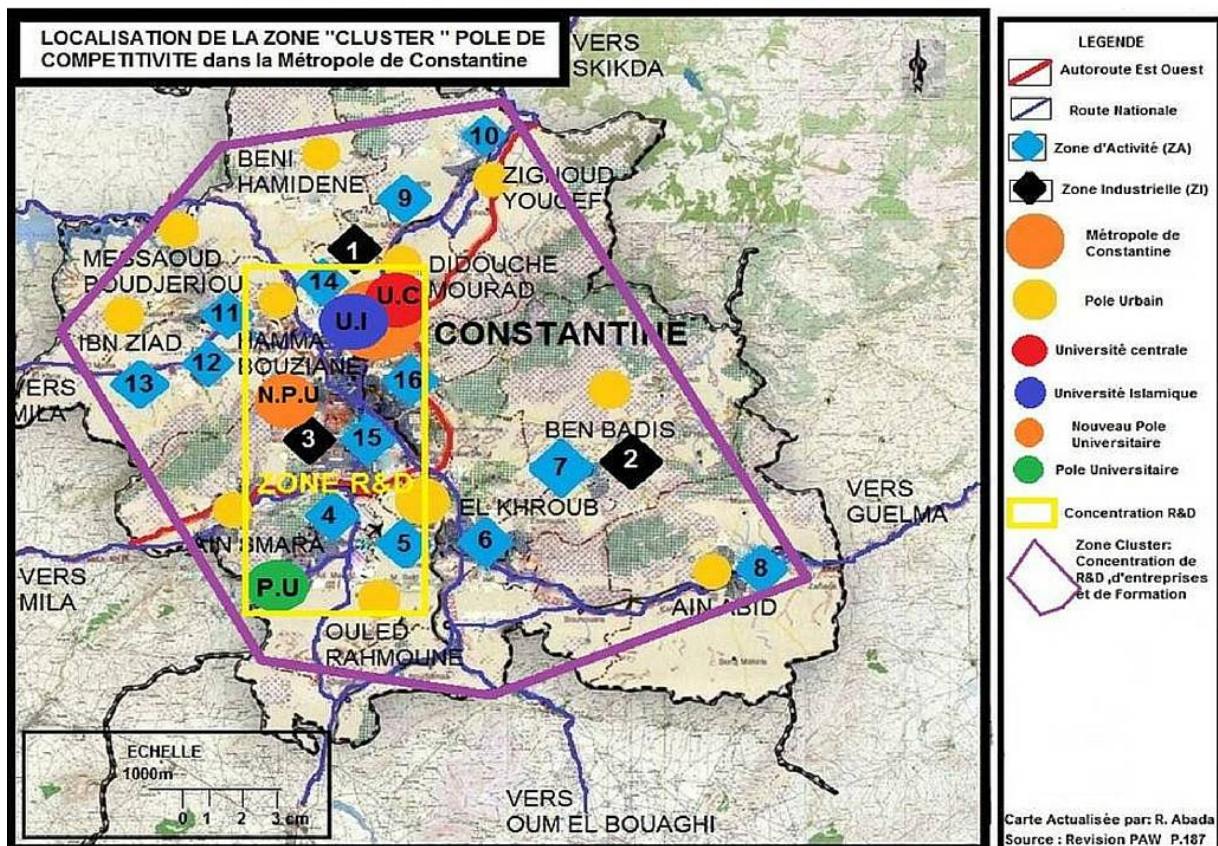 LOCALISATION DE LA ZONE "CLUSTER " POLE DE
COMPETITIVITE dans la Métropole de Constantine
VERS
SKIKDA
10
BENI
HAMIDENE
ZIGHOUD
YOUCEF
9
1
MESSAOUD
BOUDJERIOU
DIDOUCHE
MOURAD
14
U.C
U.I
11
CONSTANTINE
IBN ZIAD
HAMMA
BOUZIANE
12
13
16
VERS
MILA
N.P.U
3
15
BEN BADIS
7
2
ZONE R&D
VERS
GUELMA
4
EL KHROUB
AIN SMARA
5
6
VERS
MILA
P.U
8
AIN ABID
OULED
RAHMOUNE
ECHELLE
1000m
0 1 2 3 cm
VERS
OUM EL BOUAGHI
LEGENDE
Autoroute Est Ouest
Route Nationale
Zone d'Activité (ZA)
Zone Industrielle (ZI)
Métropole de
Constantine
Pole Urbain
Université centrale
Université Islamique
Nouveau Pole
Universitaire
Pole Universitaire
Concentration R&D
Zone Cluster:
Concentration de
R&D ,d'entreprises
et de Formation
Carte Actualisée par: R. Abada
Source : Revision PAW P.187